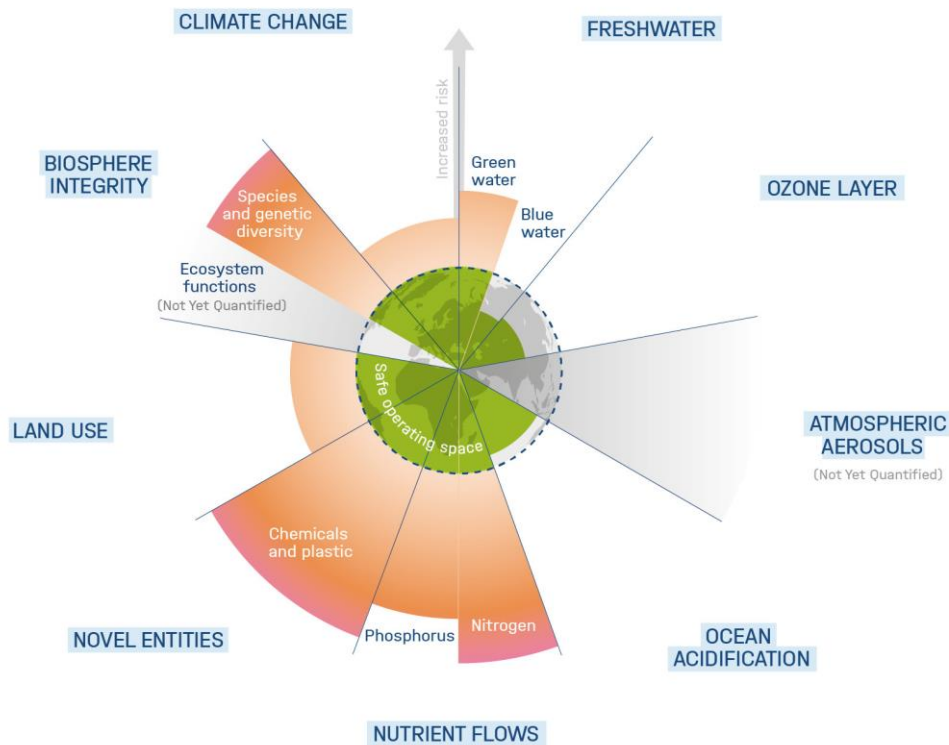 CLIMATE CHANGE
FRESHWATER
Increased risk
Green
water
Blue
water
BIOSPHERE
INTEGRITY
OZONE LAYER
Species
and genetic
diversity
Ecosystem
functions
(Not Yet Quantified)
Safe operating space
LAND USE
ATMOSPHERIC
AEROSOLS
(Not Yet Quantified)
Chemicals
and plastic
NOVEL ENTITIES
Phosphorus
Nitrogen
OCEAN
ACIDIFICATION
NUTRIENT FLOWS